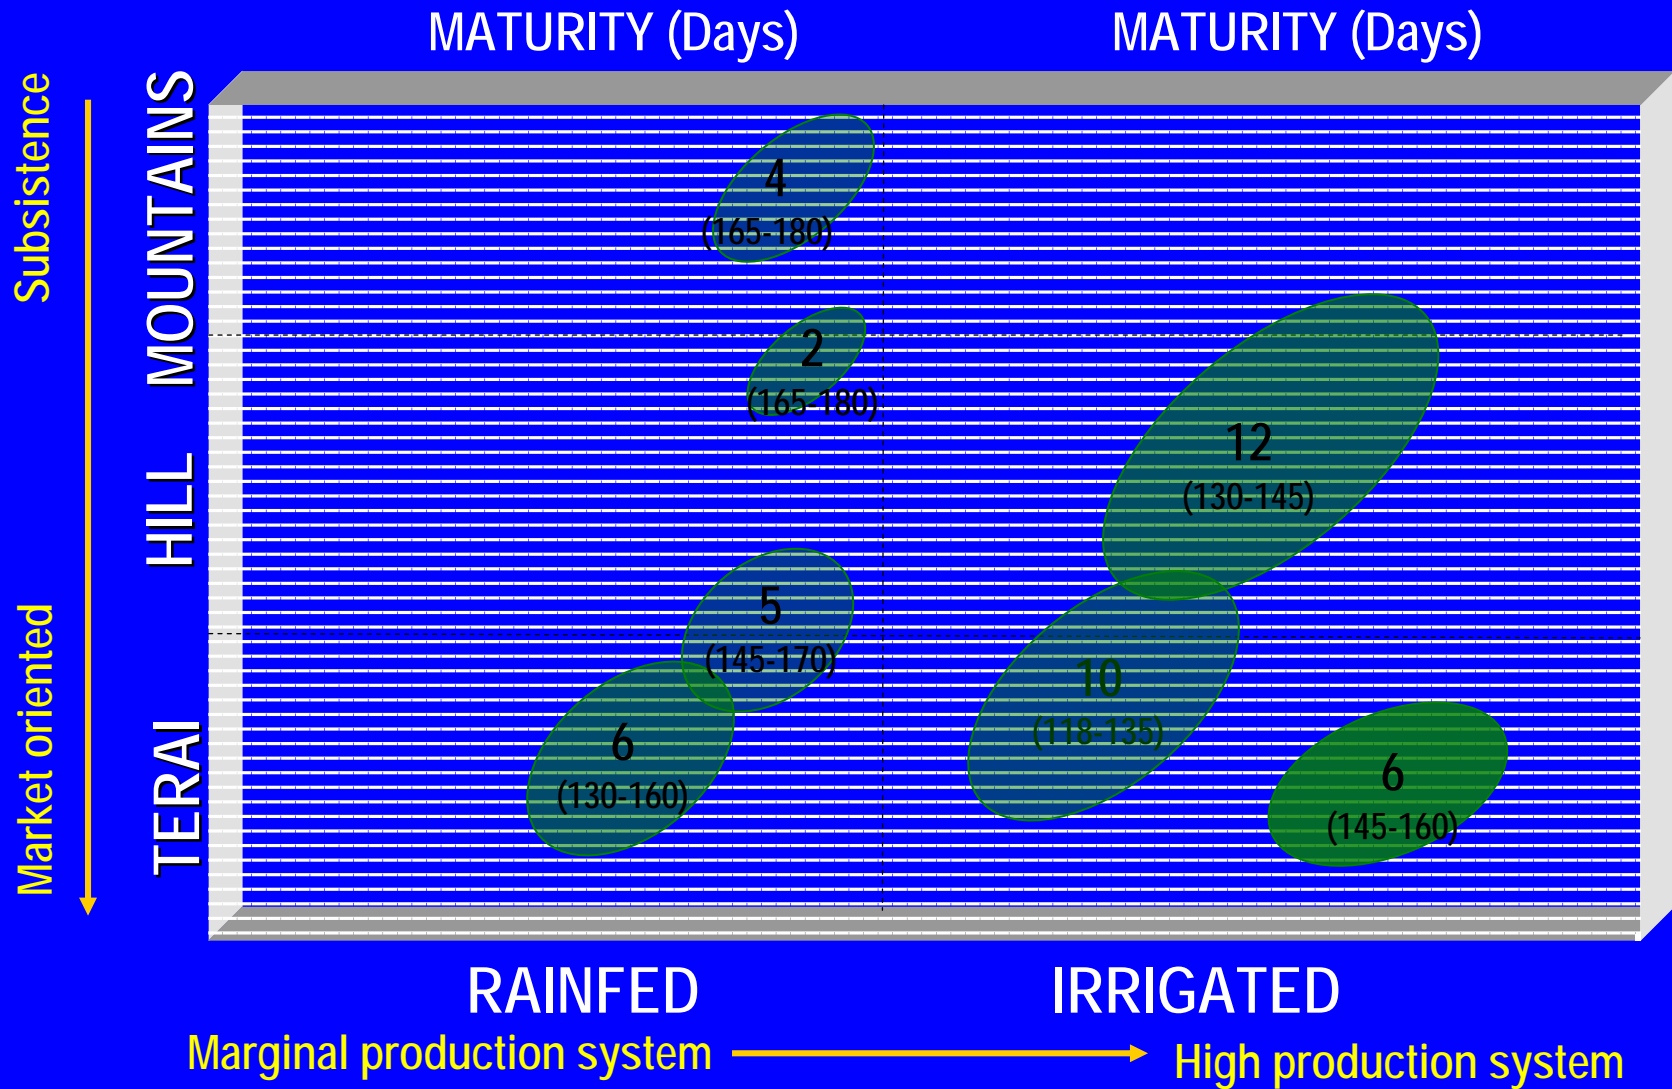 MATURITY (Days)
MATURITY (Days)
Subsistence
Market oriented
MOUNTAINS
HILL
TERAI
4
(165-180)
2
(165-180)
12
(130-145)
5
(145-170)
10
(118-135)
6
(130-160)
6
(145-160)
RAINFED
IRRIGATED
Marginal production system
High production system